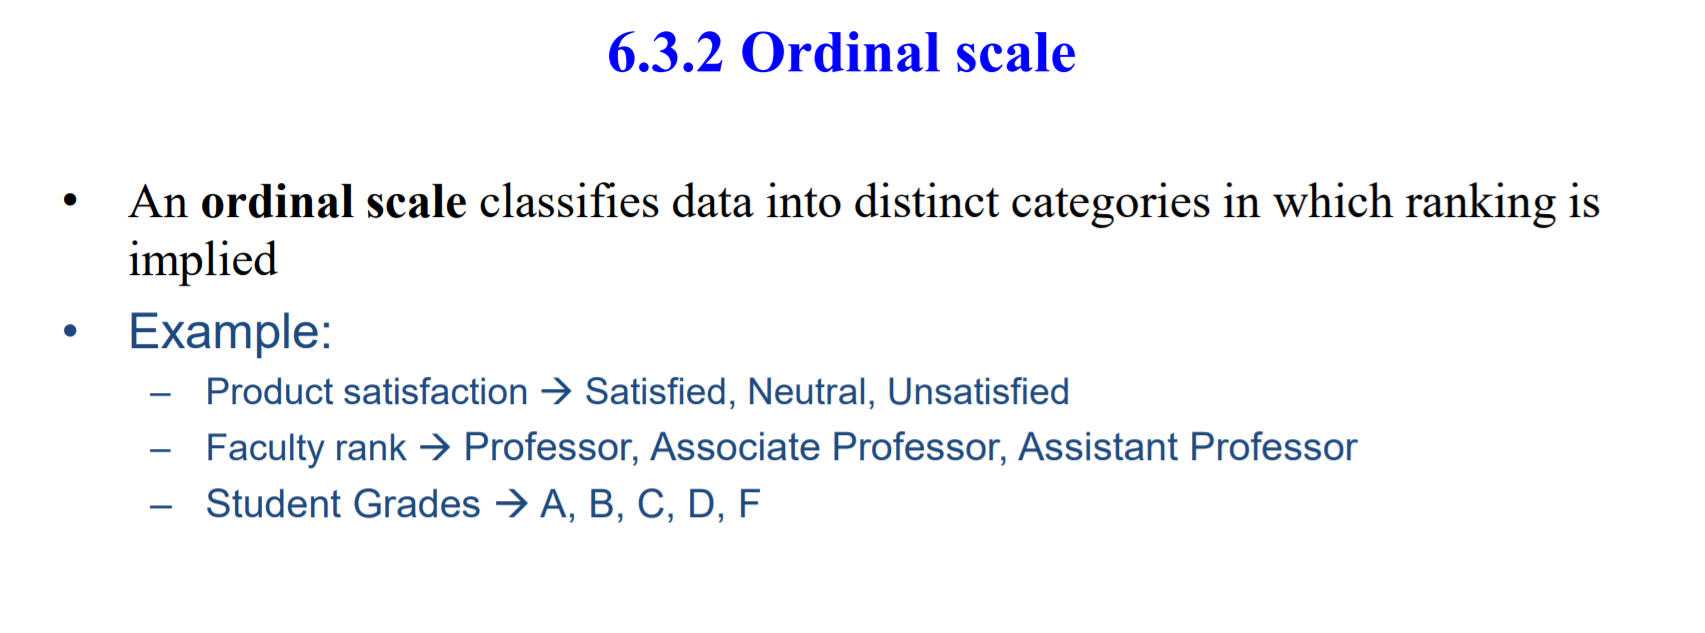 6.3.2 Ordinal scale
• An ordinal scale classifies data into distinct categories in which ranking is
implied
• Example:
– Product satisfaction → Satisfied, Neutral, Unsatisfied
– Faculty rank → Professor, Associate Professor, Assistant Professor
– Student Grades → A, B, C, D, F